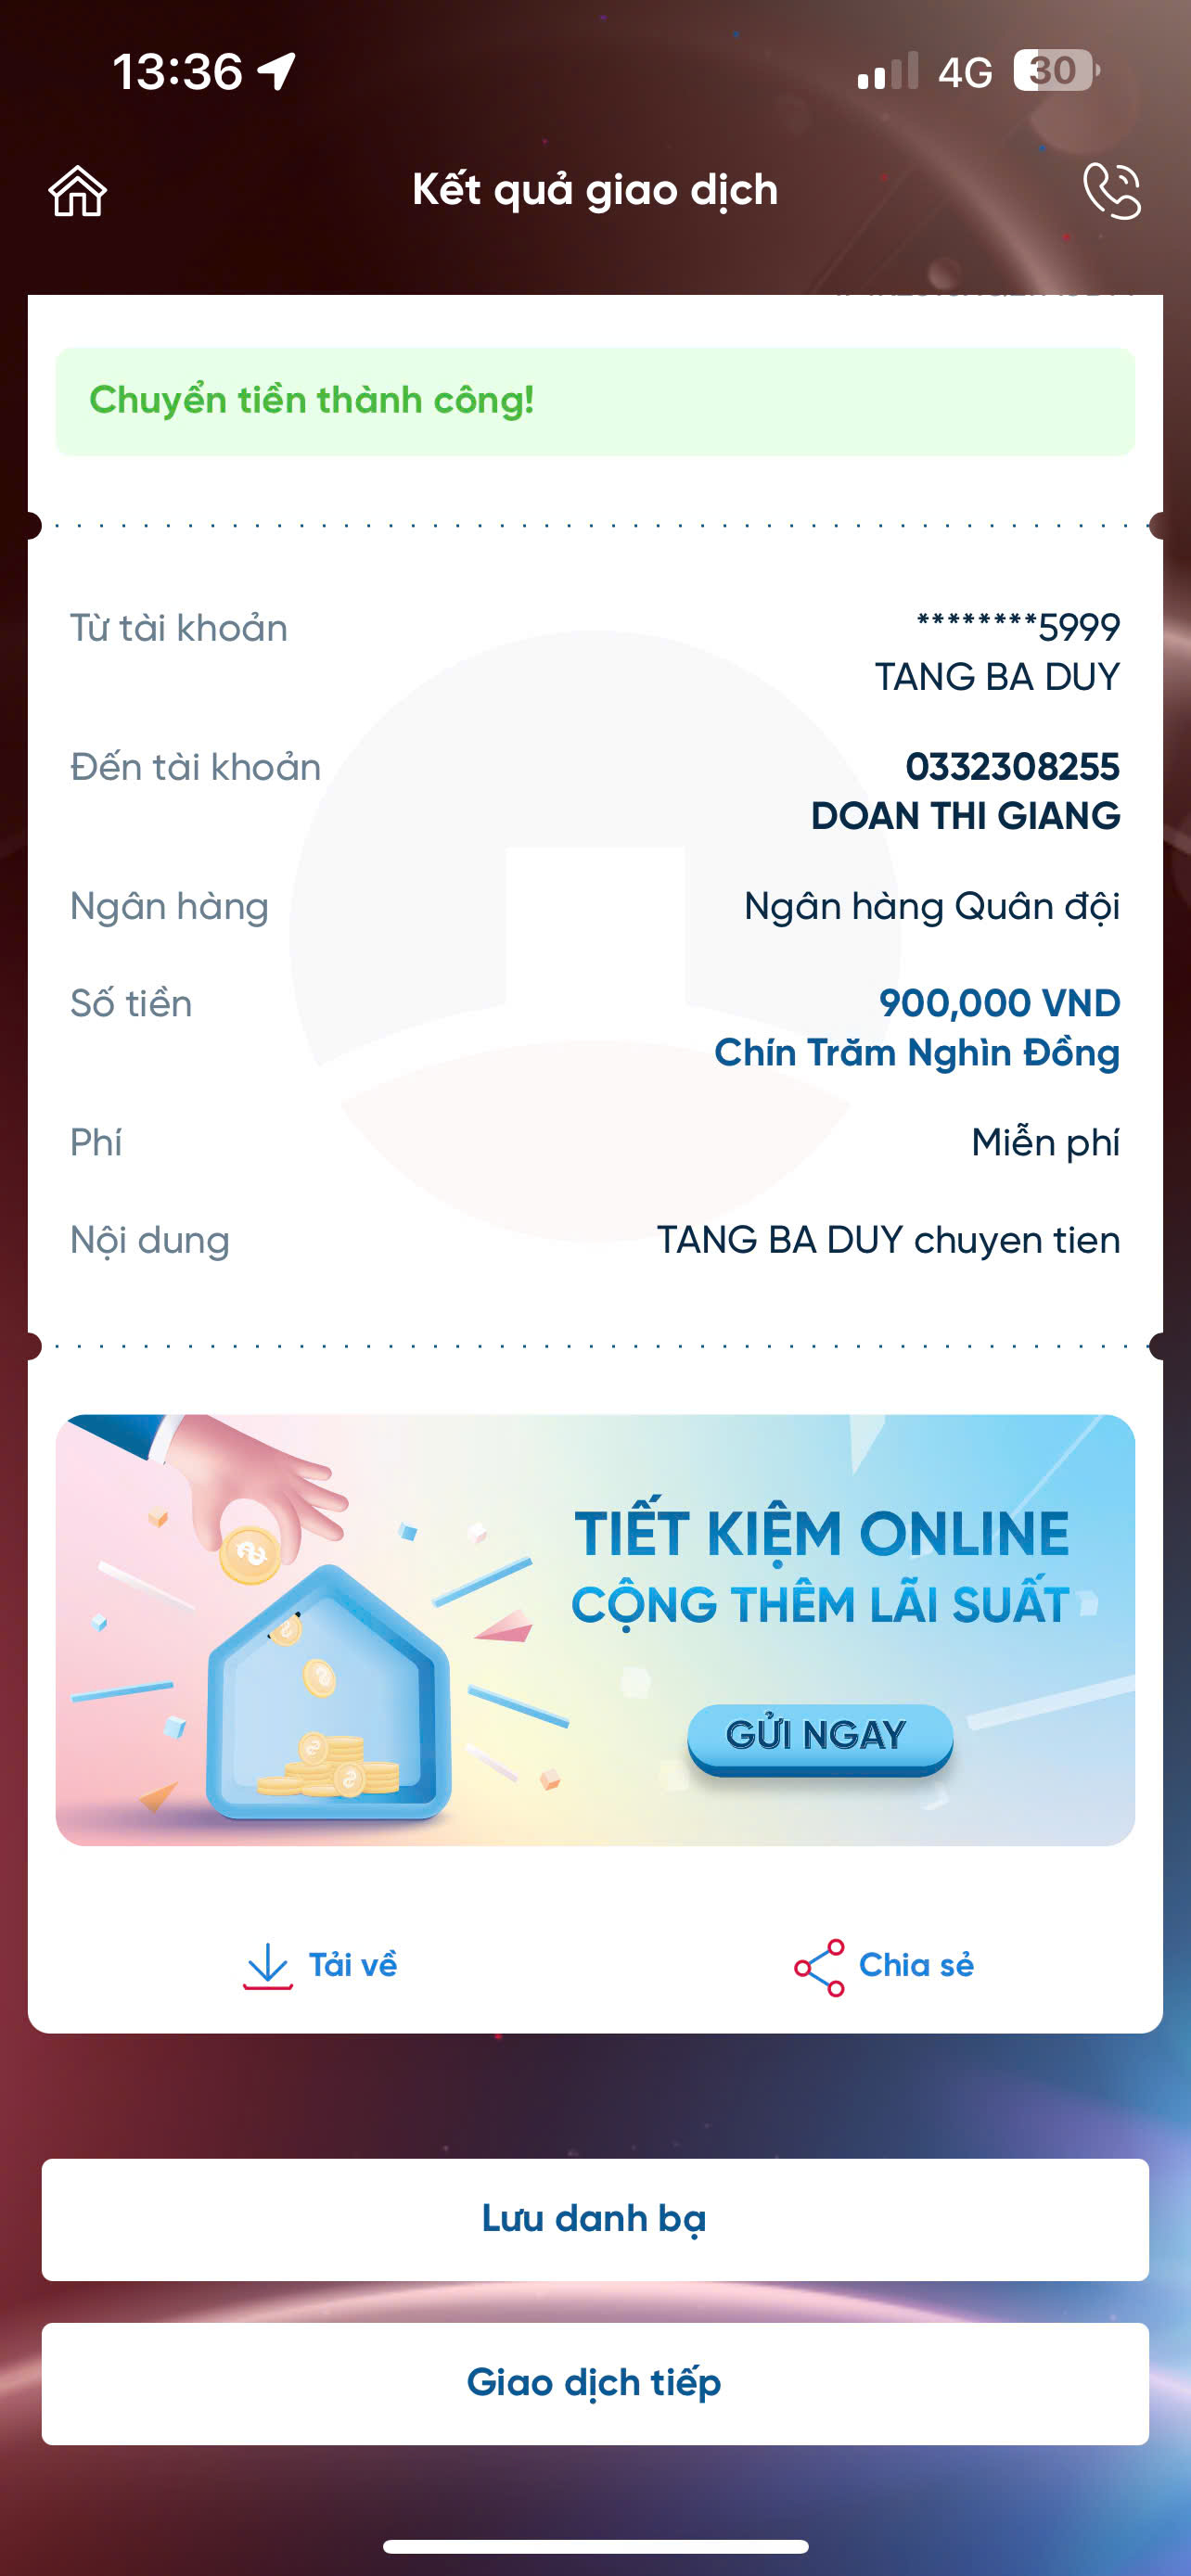 13:36
4G
30
Kết quả giao dịch
Chuyển tiền thành công!
Từ tài khoản
********5999
TANG BA DUY
Đến tài khoản
0332308255
DOAN THI GIANG
Ngân hàng
Ngân hàng Quân đội
Số tiền
900,000 VND
Chín Trăm Nghìn Đồng
Phí
Miễn phí
Nội dung
TANG BA DUY chuyen tien
TIẾT KIỆM ONLINE
CỘNG THÊM LÃI SUẤT
GỬI NGAY
Tải về
Chia sẻ
Lưu danh bạ
Giao dịch tiếp